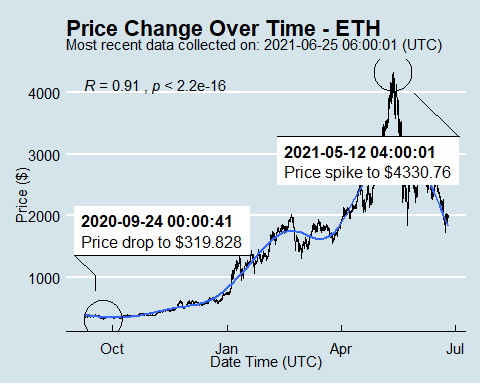 Price Change Over Time - ETH
Most recent data collected on: 2021-06-25 06:00:01 (UTC)
R = 0.91 , p < 2.2e-16
4000
3000
2000
1000
Price ($)
2021-05-12 04:00:01
Price spike to $4330.76
2020-09-24 00:00:41
Price drop to $319.828
Oct
Jan
Apr
Jul
Date Time (UTC)